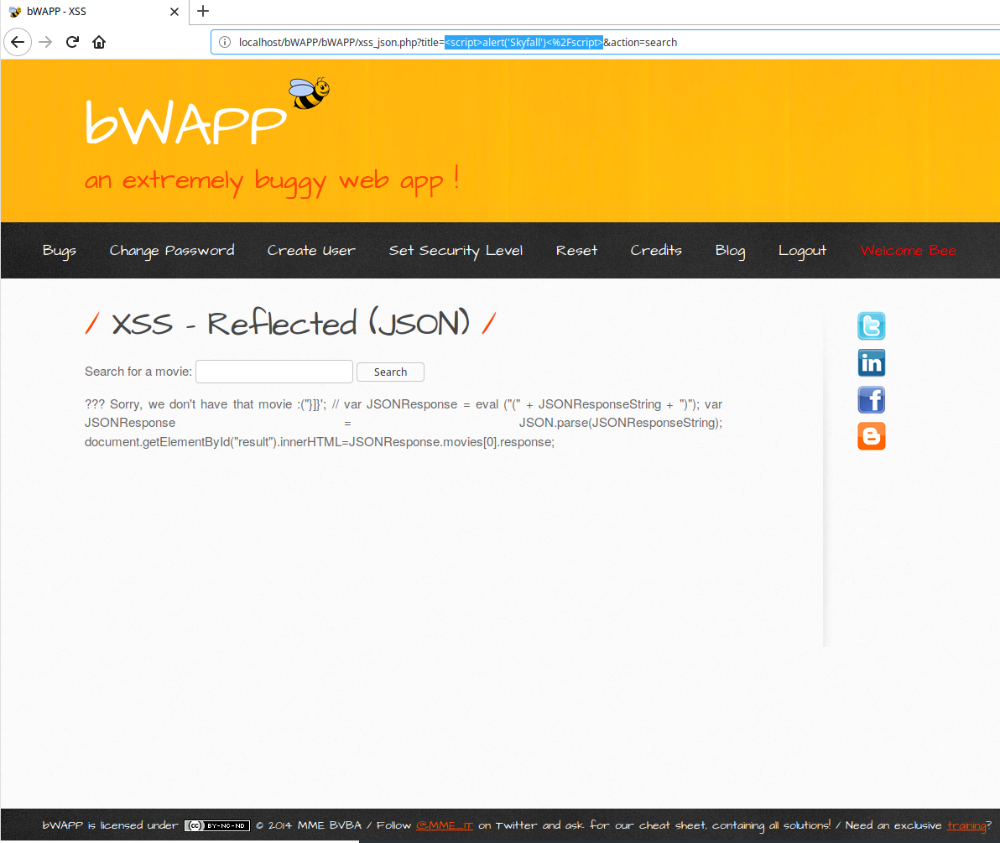 bWAPP - XSS
localhost/bWAPP/bWAPP/xss_json.php?title=<script>alert('Skyfall')<%2Fscript>&action=search
bWAPP
an extremely buggy web app !
Bugs Change Password Create User Set Security Level Reset Credits Blog Logout Welcome Bee
/ XSS - Reflected (JSON) /
Search for a movie: Search
??? Sorry, we don't have that movie :("}]}'; // var JSONResponse = eval ("(" + JSONResponseString + ")"); var
JSONResponse = JSON.parse(JSONResponseString);
document.getElementById("result").innerHTML=JSONResponse.movies[0].response;
bWAPP is licensed under (cc) BY-NC-ND © 2014 MME BVBA / Follow @MME_IT on Twitter and ask for our cheat sheet, containing all solutions! / Need an exclusive training?